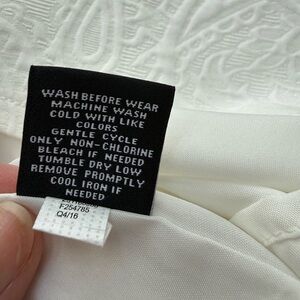 WASH BEFORE WEAR
MACHINE WASH
COLD WITH LIKE
COLORS
GENTLE CYCLE
ONLY NON-CHLORINE
BLEACH IF NEEDED
TUMBLE DRY LOW
REMOVE PROMPTLY
COOL IRON IF
NEEDED
F254785
Q4/16